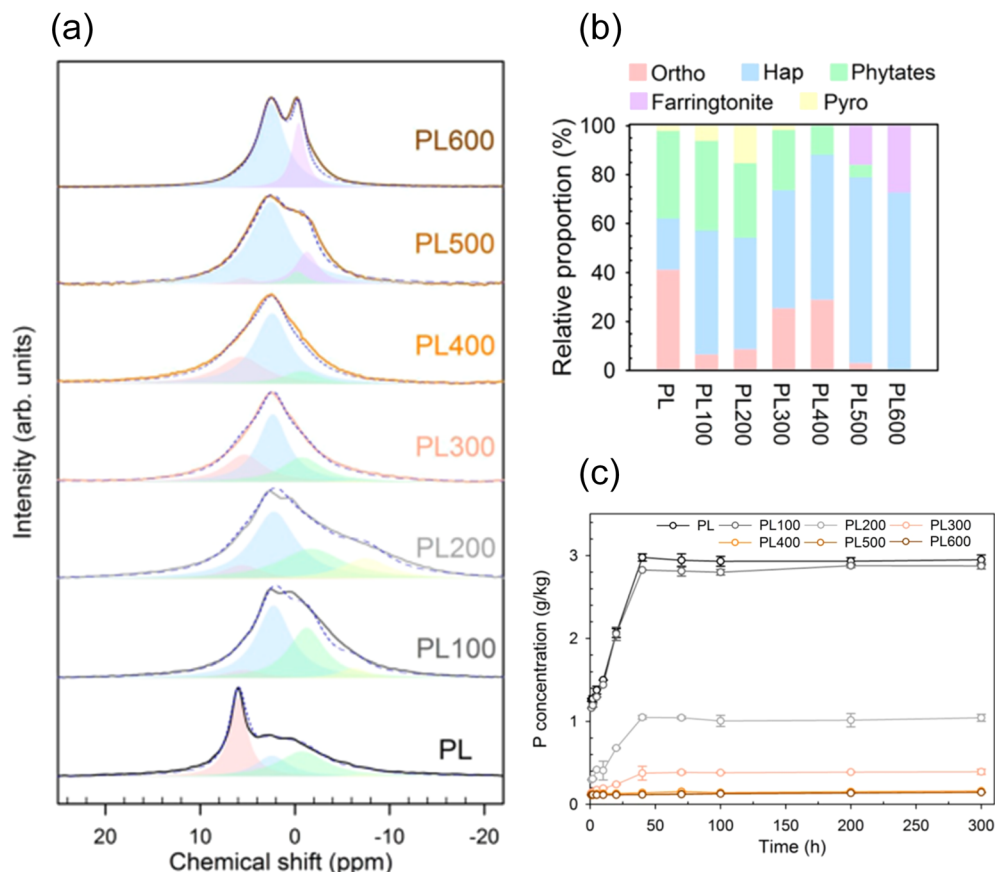 (a)
PL600
PL500
PL400
PL300
PL200
PL100
PL
Intensity (arb. units)
20 10 0 -10 -20
Chemical shift (ppm)
(b)
Ortho Hap Phytates
Farringtonite Pyro
Relative proportion (%)
100
80
60
40
20
0
PL PL100 PL200 PL300 PL400 PL500 PL600
(c)
PL PL100 PL200 PL300
PL400 PL500 PL600
P concentration (g/kg)
3
2
1
0
0 50 100 150 200 250 300
Time (h)